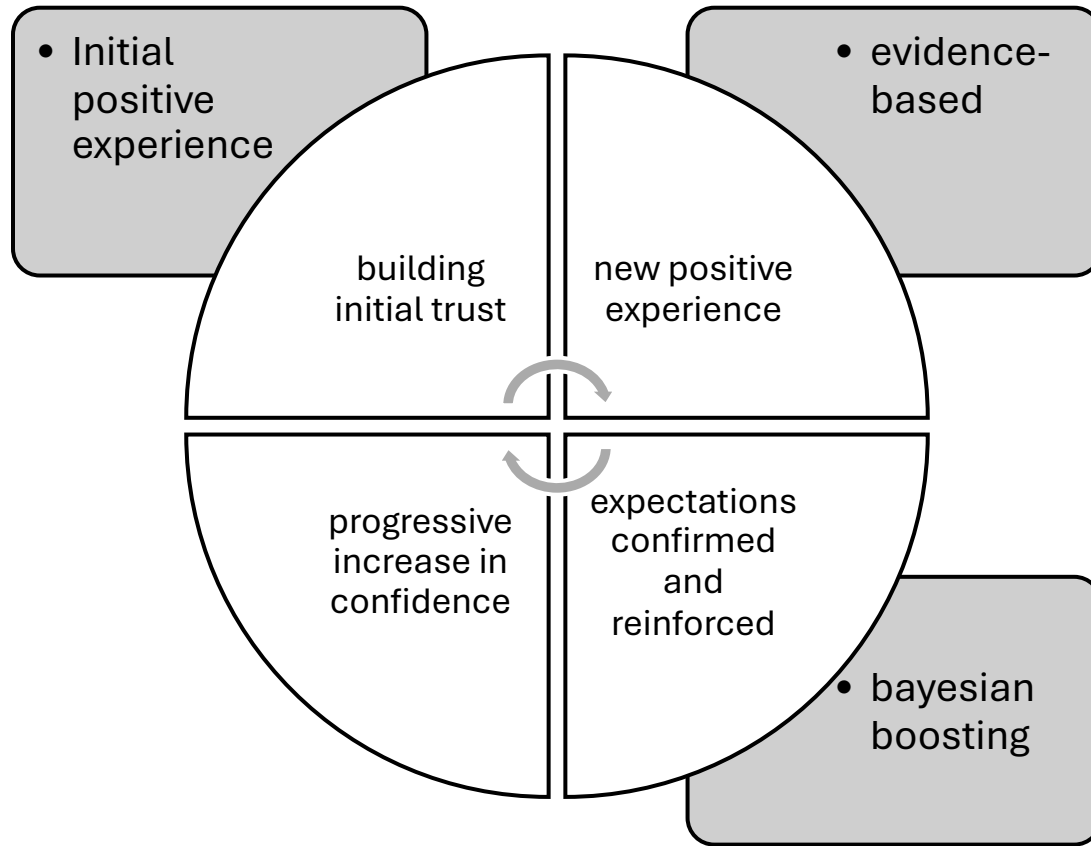 • Initial
positive
experience
• evidence-
based
building
initial trust
new positive
experience
progressive
increase in
confidence
expectations
confirmed
and
reinforced
• bayesian
boosting